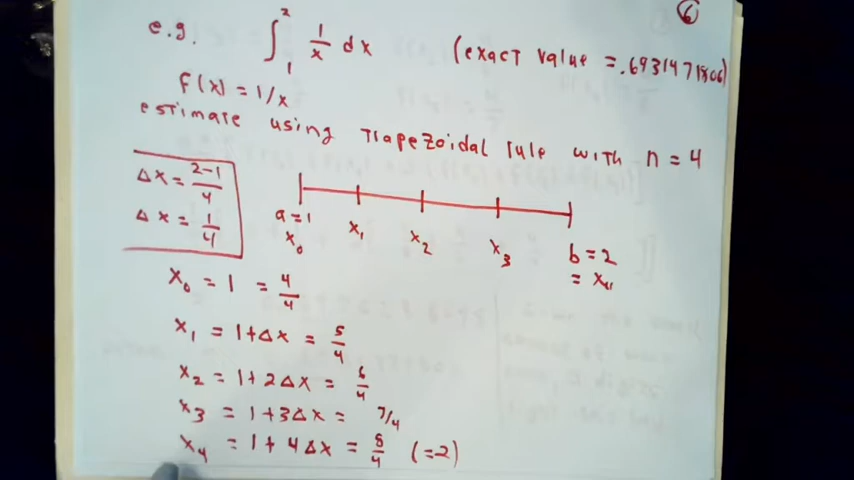 6
e.g. ∫₁² 1/x dx (exact value = .6931471806)
f(x) = 1/x
estimate using Trapezoidal rule with n = 4
Δx = 2-1/4
Δx = 1/4
a=1 x₀ x₁ x₂ x₃ b=2 = x₄
x₀ = 1 = 4/4
x₁ = 1+Δx = 5/4
x₂ = 1+2Δx = 6/4
x₃ = 1+3Δx = 7/4
x₄ = 1+4Δx = 8/4 (=2)